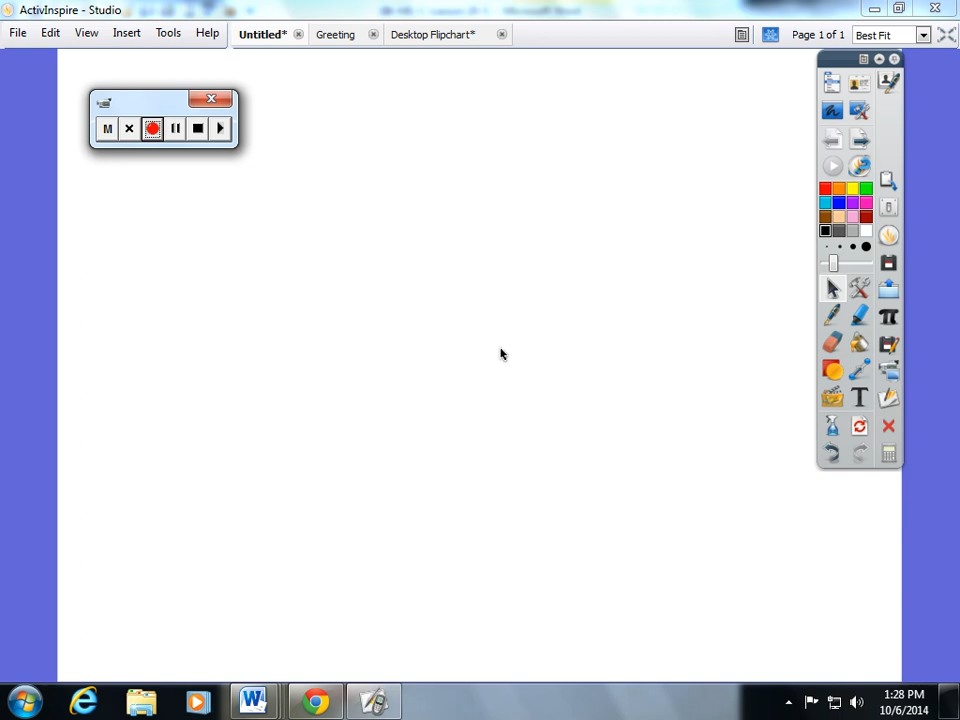 ActivInspire - Studio
File Edit View Insert Tools Help Untitled* Greeting Desktop Flipchart* Page 1 of 1 Best Fit
M
T
W
1:28 PM
10/6/2014